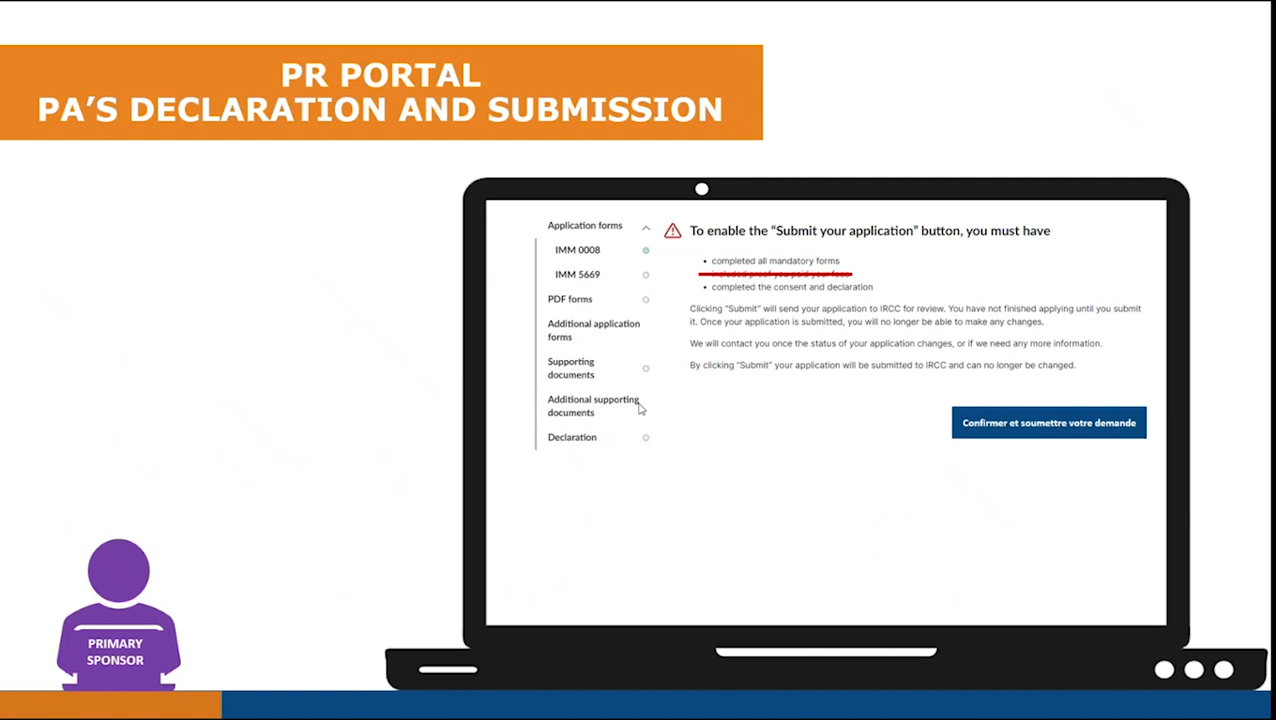 PR PORTAL
PA'S DECLARATION AND SUBMISSION
Application forms
IMM 0008
IMM 5669
PDF forms
Additional application
forms
Supporting
documents
Additional supporting
documents
Declaration
To enable the "Submit your application" button, you must have
• completed all mandatory forms
• included proof you paid your fees
• completed the consent and declaration
Clicking "Submit" will send your application to IRCC for review. You have not finished applying until you submit
it. Once your application is submitted, you will no longer be able to make any changes.
We will contact you once the status of your application changes, or if we need any more information.
By clicking "Submit" your application will be submitted to IRCC and can no longer be changed.
Confirmer et soumettre votre demande
PRIMARY
SPONSOR